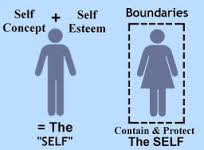 Self + Self
Concept Esteem
= The
"SELF"
Boundaries
Contain & Protect
The SELF